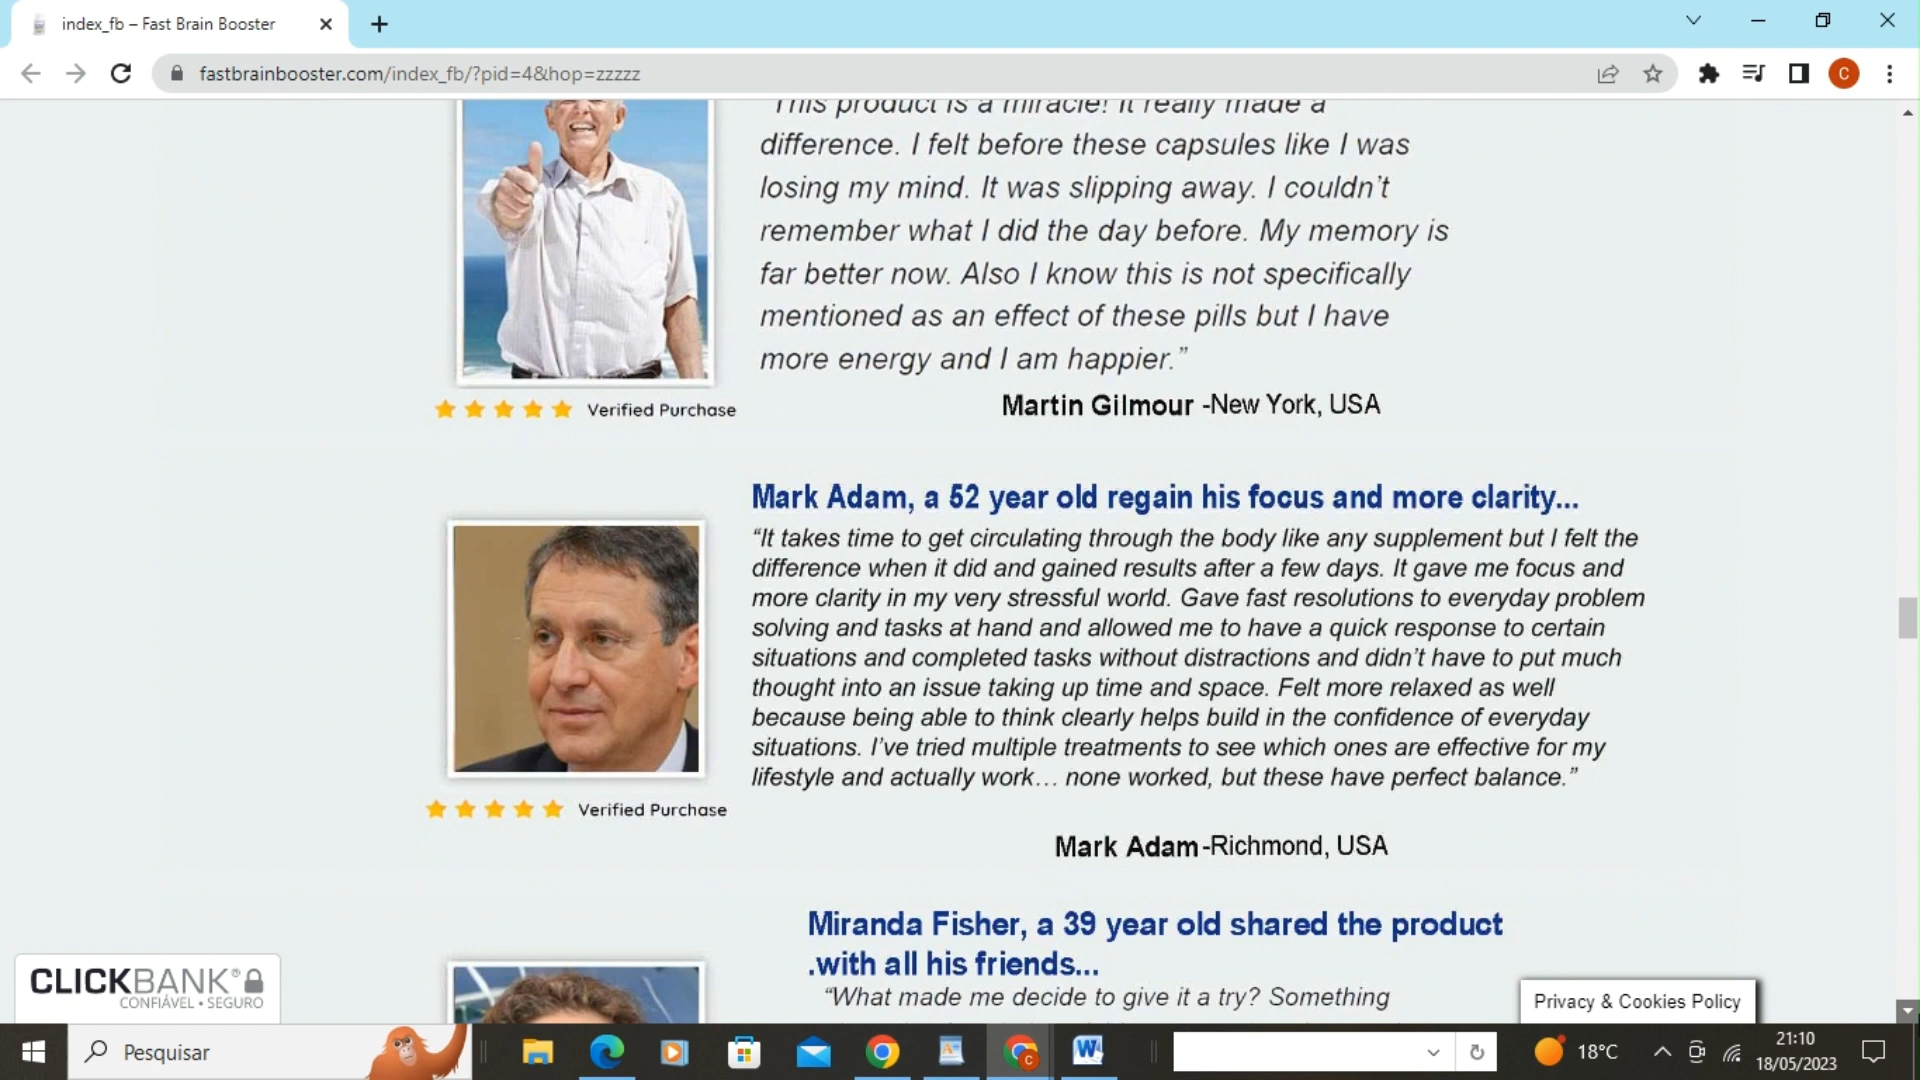 index_fb – Fast Brain Booster
fastbrainbooster.com/index_fb/?pid=4&hop=zzzzz
C
This product is a miracle! It really made a
difference. I felt before these capsules like I was
losing my mind. It was slipping away. I couldn't
remember what I did the day before. My memory is
far better now. Also I know this is not specifically
mentioned as an effect of these pills but I have
more energy and I am happier.”
Verified Purchase
Martin Gilmour -New York, USA
Mark Adam, a 52 year old regain his focus and more clarity...
“It takes time to get circulating through the body like any supplement but I felt the
difference when it did and gained results after a few days. It gave me focus and
more clarity in my very stressful world. Gave fast resolutions to everyday problem
solving and tasks at hand and allowed me to have a quick response to certain
situations and completed tasks without distractions and didn't have to put much
thought into an issue taking up time and space. Felt more relaxed as well
because being able to think clearly helps build in the confidence of everyday
situations. I've tried multiple treatments to see which ones are effective for my
lifestyle and actually work… none worked, but these have perfect balance.”
Verified Purchase
Mark Adam-Richmond, USA
Miranda Fisher, a 39 year old shared the product
.with all his friends...
“What made me decide to give it a try? Something
CLICKBANK®
CONFIÁVEL • SEGURO
Privacy & Cookies Policy
Pesquisar
C
W
18°C
21:10
18/05/2023